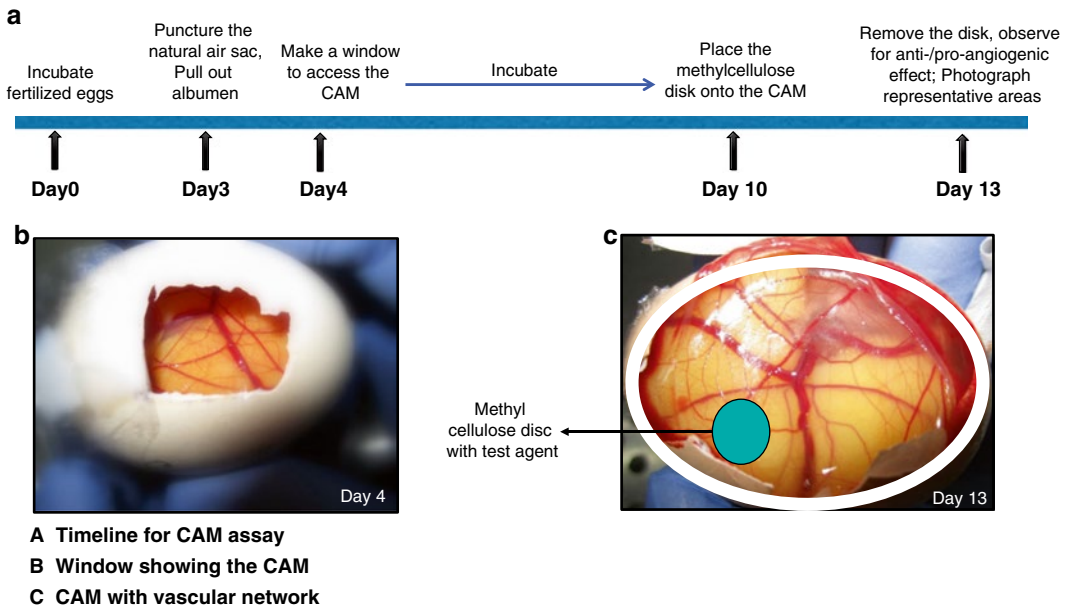 a
Incubate
fertilized eggs
Puncture the
natural air sac,
Pull out
albumen
Make a window
to access the
CAM
Incubate
Place the
methylcellulose
disk onto the CAM
Remove the disk, observe
for anti-/pro-angiogenic
effect; Photograph
representative areas
Day0
Day3
Day4
Day 10
Day 13
b
Day 4
c
Methyl
cellulose disc
with test agent
Day 13
A Timeline for CAM assay
B Window showing the CAM
C CAM with vascular network